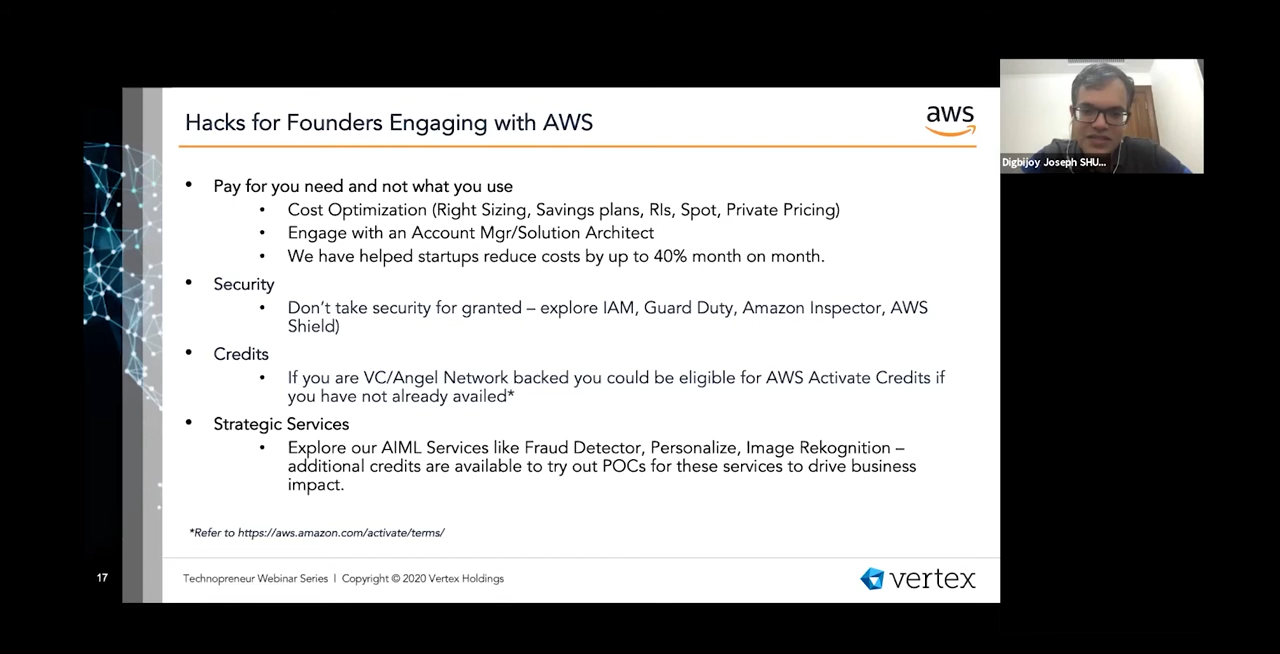 Hacks for Founders Engaging with AWS
aws
Digbijoy Joseph SHU...
• Pay for you need and not what you use
• Cost Optimization (Right Sizing, Savings plans, RIs, Spot, Private Pricing)
• Engage with an Account Mgr/Solution Architect
• We have helped startups reduce costs by up to 40% month on month.
• Security
• Don’t take security for granted – explore IAM, Guard Duty, Amazon Inspector, AWS
Shield)
• Credits
• If you are VC/Angel Network backed you could be eligible for AWS Activate Credits if
you have not already availed*
• Strategic Services
• Explore our AIML Services like Fraud Detector, Personalize, Image Rekognition –
additional credits are available to try out POCs for these services to drive business
impact.
*Refer to https://aws.amazon.com/activate/terms/
17
Technopreneur Webinar Series | Copyright © 2020 Vertex Holdings
vertex